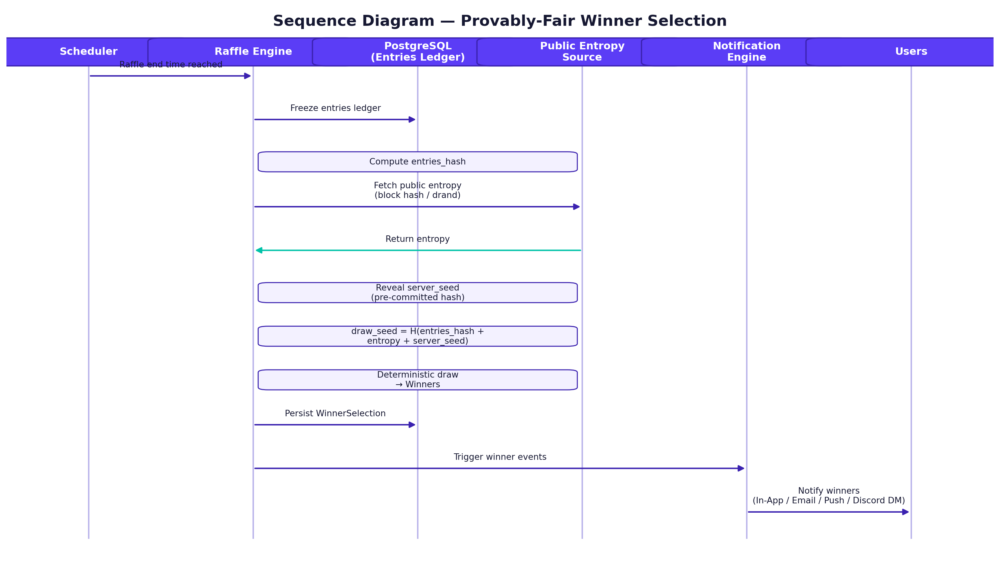 Sequence Diagram — Provably-Fair Winner Selection
Scheduler
Raffle Engine
PostgreSQL
(Entries Ledger)
Public Entropy
Source
Notification
Engine
Users
Raffle end time reached
Freeze entries ledger
Compute entries_hash
Fetch public entropy
(block hash / drand)
Return entropy
Reveal server_seed
(pre-committed hash)
draw_seed = H(entries_hash +
entropy + server_seed)
Deterministic draw
→ Winners
Persist WinnerSelection
Trigger winner events
Notify winners
(In-App / Email / Push / Discord DM)